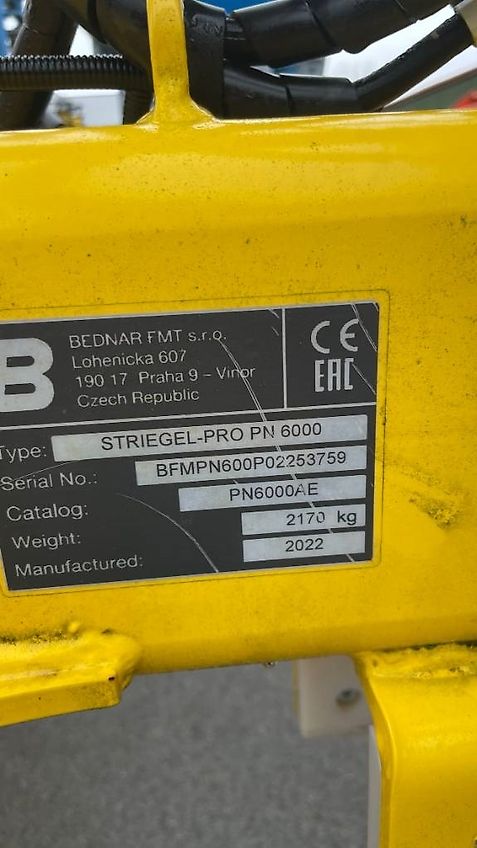 B
BEDNAR FMT s.r.o.
Lohenicka 607
190 17 Praha 9 - Vinor
Czech Republic
CE
EAC
Type: STRIEGEL-PRO PN 6000
Serial No.: BFMPN600P02253759
Catalog: PN6000AE
Weight: 2170 kg
Manufactured: 2022